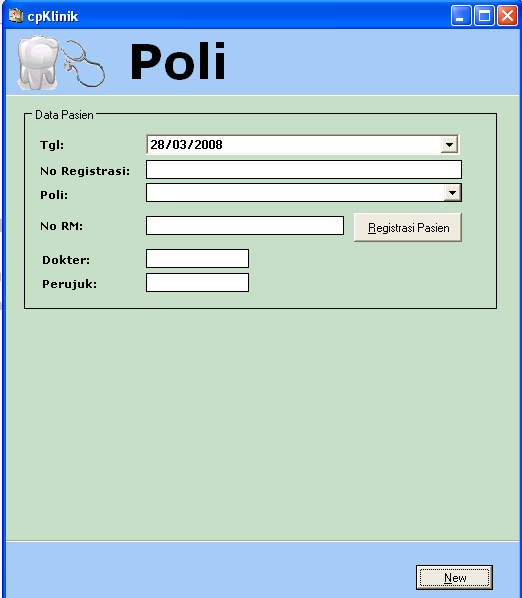 cpKlinik
Poli
Data Pasien
Tgl: 28/03/2008
No Registrasi:
Poli:
No RM: Registrasi Pasien
Dokter:
Perujuk:
New